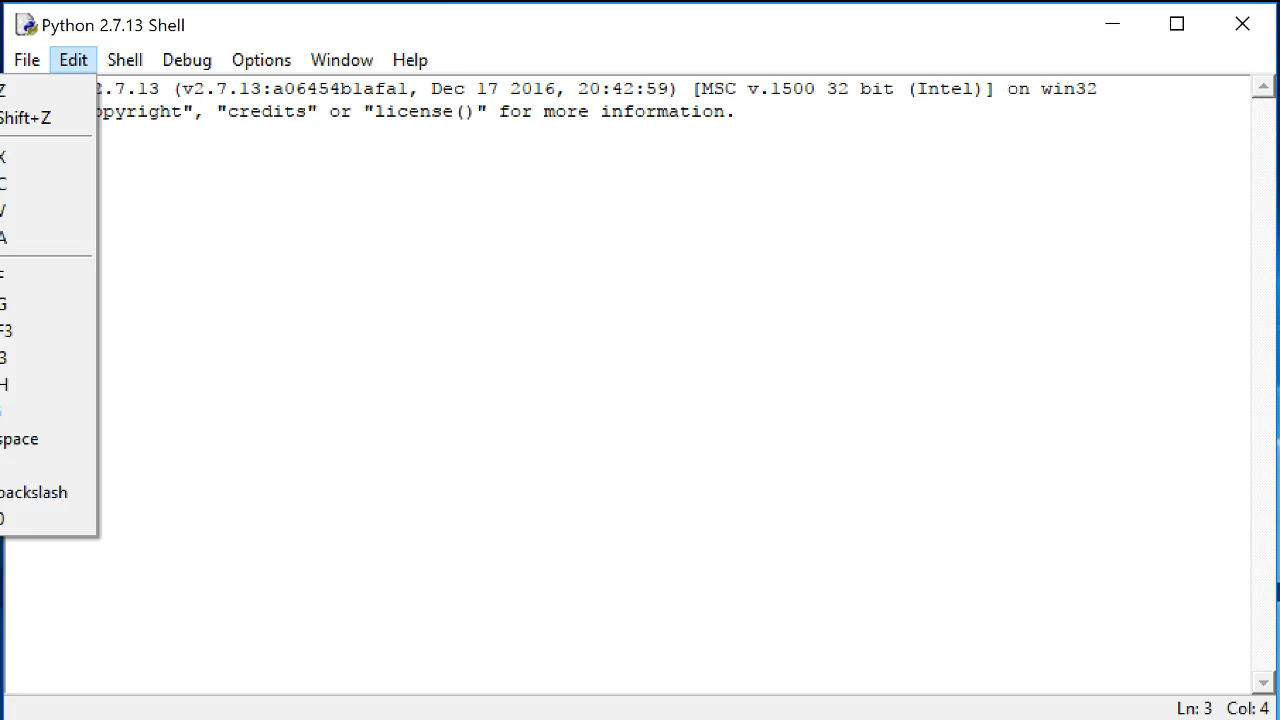 Python 2.7.13 Shell
File Edit Shell Debug Options Window Help
2.7.13 (v2.7.13:a06454b1afa1, Dec 17 2016, 20:42:59) [MSC v.1500 32 bit (Intel)] on win32
opyright", "credits" or "license()" for more information.
Z
Shift+Z
X
C
V
A
F
G
F3
3
H
space
backslash
0
Ln: 3 Col: 4